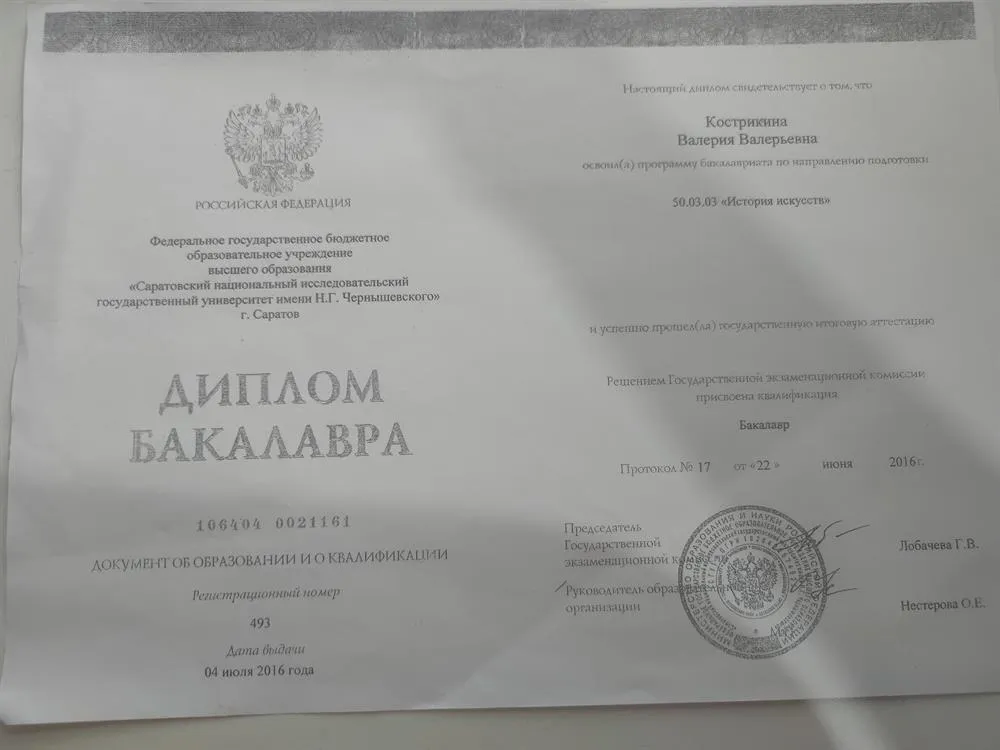 РОССИЙСКАЯ ФЕДЕРАЦИЯ
Федеральное государственное бюджетное
образовательное учреждение
высшего образования
«Саратовский национальный исследовательский
государственный университет имени Н.Г. Чернышевского»
г. Саратов
ДИПЛОМ
БАКАЛАВРА
106404 0021161
ДОКУМЕНТ ОБ ОБРАЗОВАНИИ И О КВАЛИФИКАЦИИ
Регистрационный номер
493
Дата выдачи
04 июля 2016 года
Настоящий диплом свидетельствует о том, что
Кострикина
Валерия Валерьевна
освоил(а) программу бакалавриата по направлению подготовки
50.03.03 «История искусств»
и успешно прошел(ла) государственную итоговую аттестацию
Решением Государственной экзаменационной комиссии
присвоена квалификация
Бакалавр
Протокол № 17 от «22 » июня 2016 г.
Председатель
Государственной
экзаменационной
Лобачева Г.В.
Руководитель
организации
Нестерова О.Е.